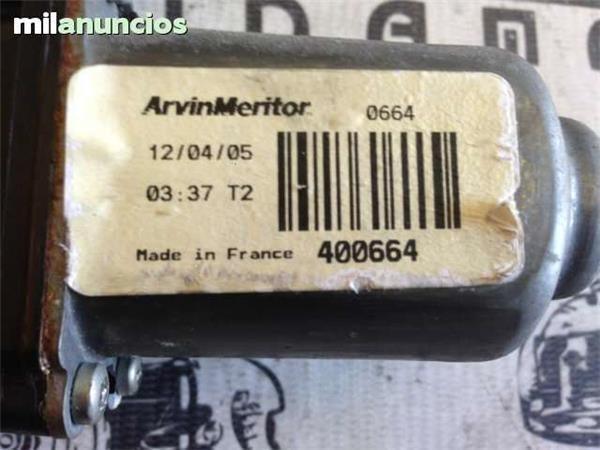 milanuncios
ArvinMeritor 0664
12/04/05
03:37 T2
Made in France 400664